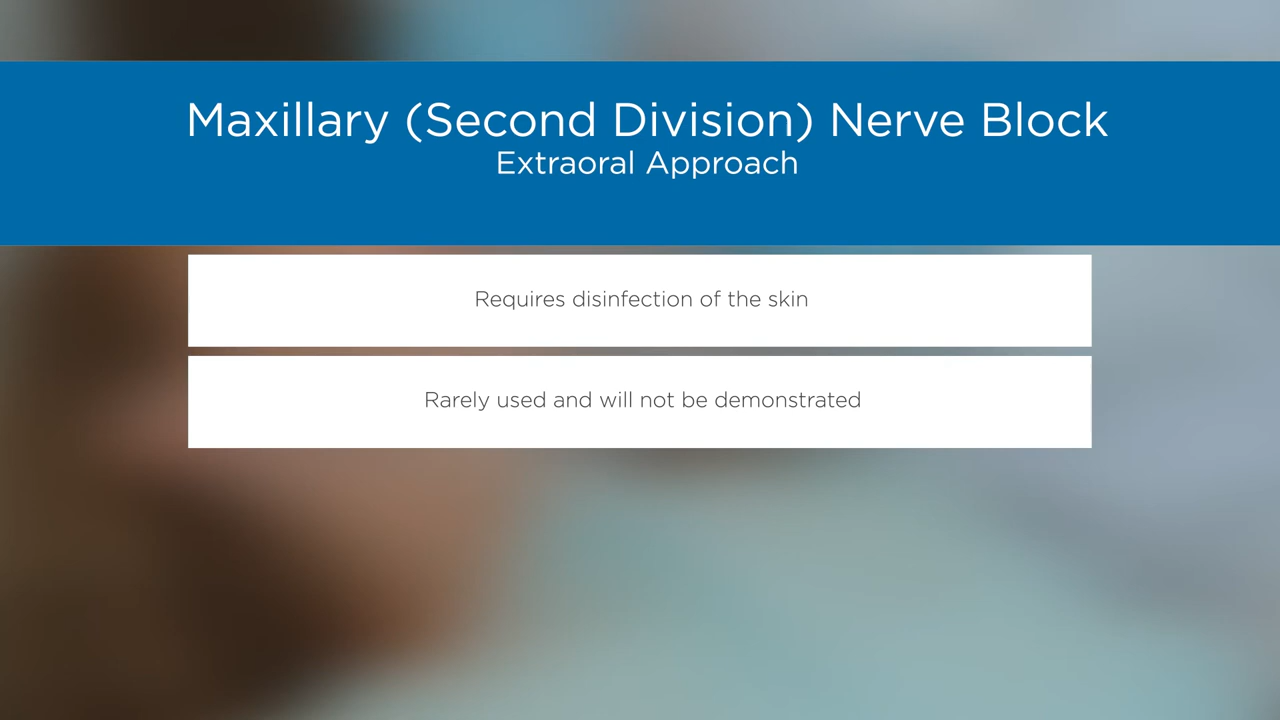 Maxillary (Second Division) Nerve Block
Extraoral Approach
Requires disinfection of the skin
Rarely used and will not be demonstrated